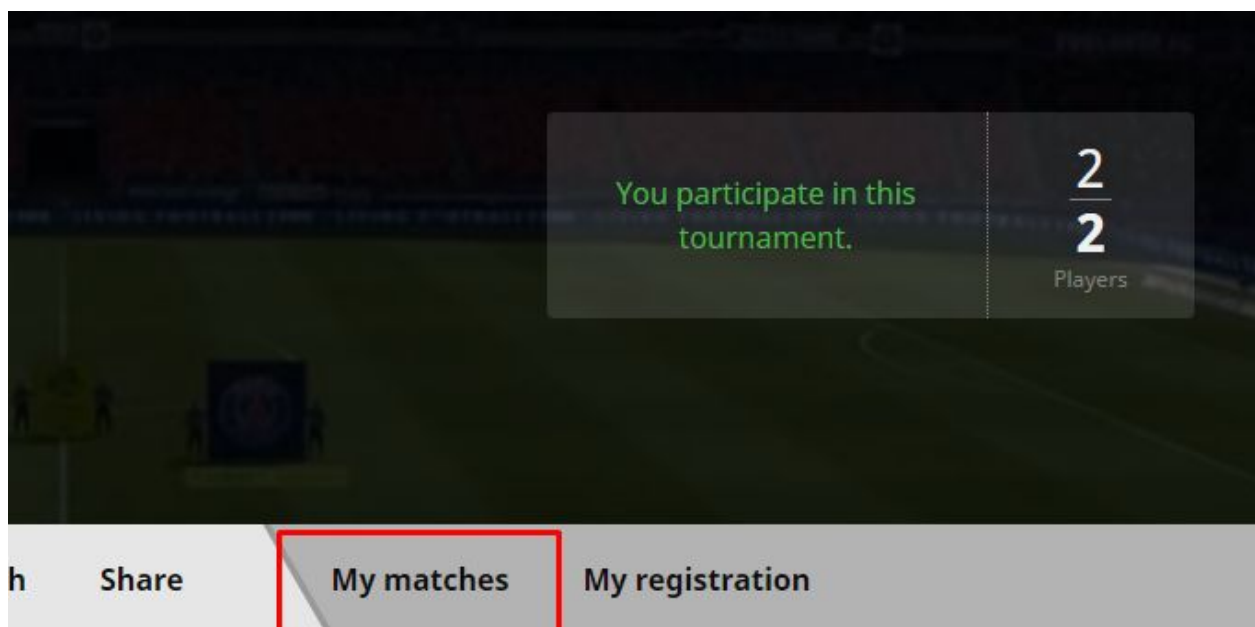 You participate in this
tournament.
2
2
Players
h
Share
My matches
My registration